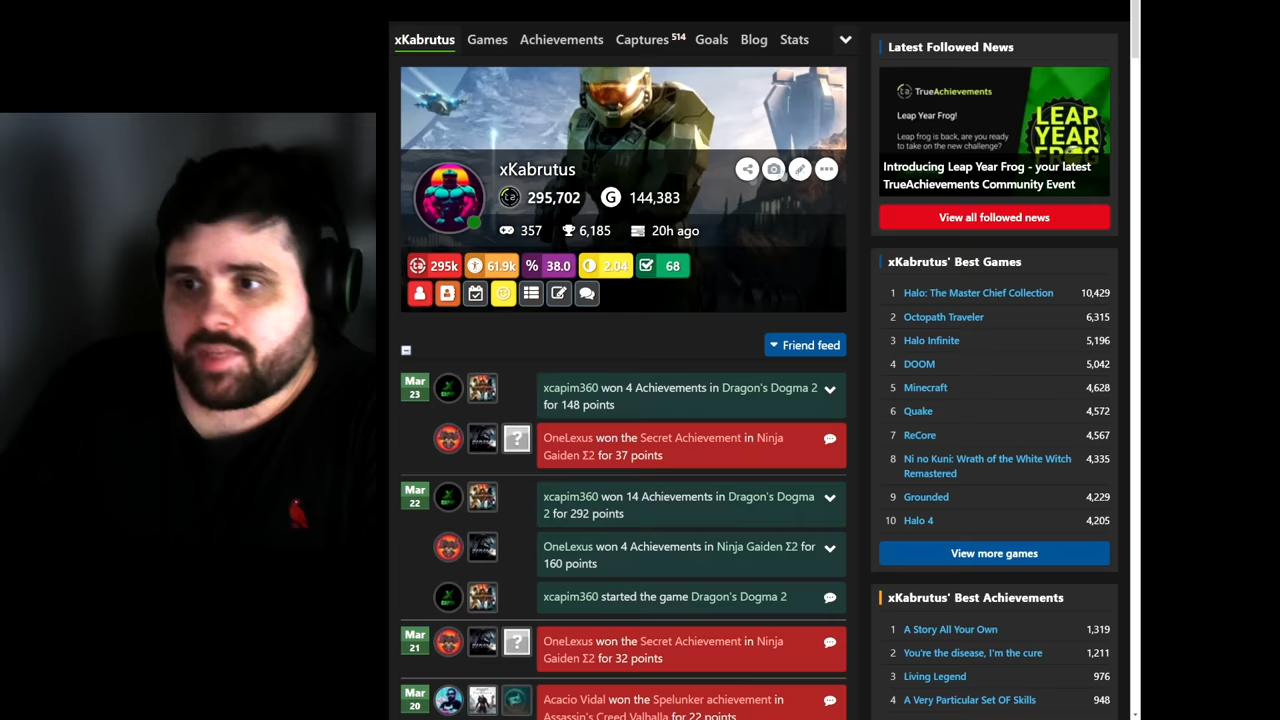 xKabrutus Games Achievements Captures 514 Goals Blog Stats
xKabrutus
295,702 G 144,383
357 6,185 20h ago
295k 61.9k % 38.0 2.04 68
Friend feed
Mar
23
xcapim360 won 4 Achievements in Dragon's Dogma 2
for 148 points
?
OneLexus won the Secret Achievement in Ninja
Gaiden Σ2 for 37 points
Mar
22
xcapim360 won 14 Achievements in Dragon's Dogma
2 for 292 points
OneLexus won 4 Achievements in Ninja Gaiden Σ2 for
160 points
xcapim360 started the game Dragon's Dogma 2
Mar
21
?
OneLexus won the Secret Achievement in Ninja
Gaiden Σ2 for 32 points
Mar
20
Acacio Vidal won the Spelunker achievement in
Assassin's Creed Valhalla for 22 points
Latest Followed News
TrueAchievements
Leap Year Frog!
Leap frog is back, are you ready
to take on the new challenge?
LEAP
YEAR
FROG
Introducing Leap Year Frog - your latest
TrueAchievements Community Event
View all followed news
xKabrutus' Best Games
1 Halo: The Master Chief Collection 10,429
2 Octopath Traveler 6,315
3 Halo Infinite 5,196
4 DOOM 5,042
5 Minecraft 4,628
6 Quake 4,572
7 ReCore 4,567
8 Ni no Kuni: Wrath of the White Witch
Remastered 4,335
9 Grounded 4,229
10 Halo 4 4,205
View more games
xKabrutus' Best Achievements
1 A Story All Your Own 1,319
2 You're the disease, I'm the cure 1,211
3 Living Legend 976
4 A Very Particular Set OF Skills 948